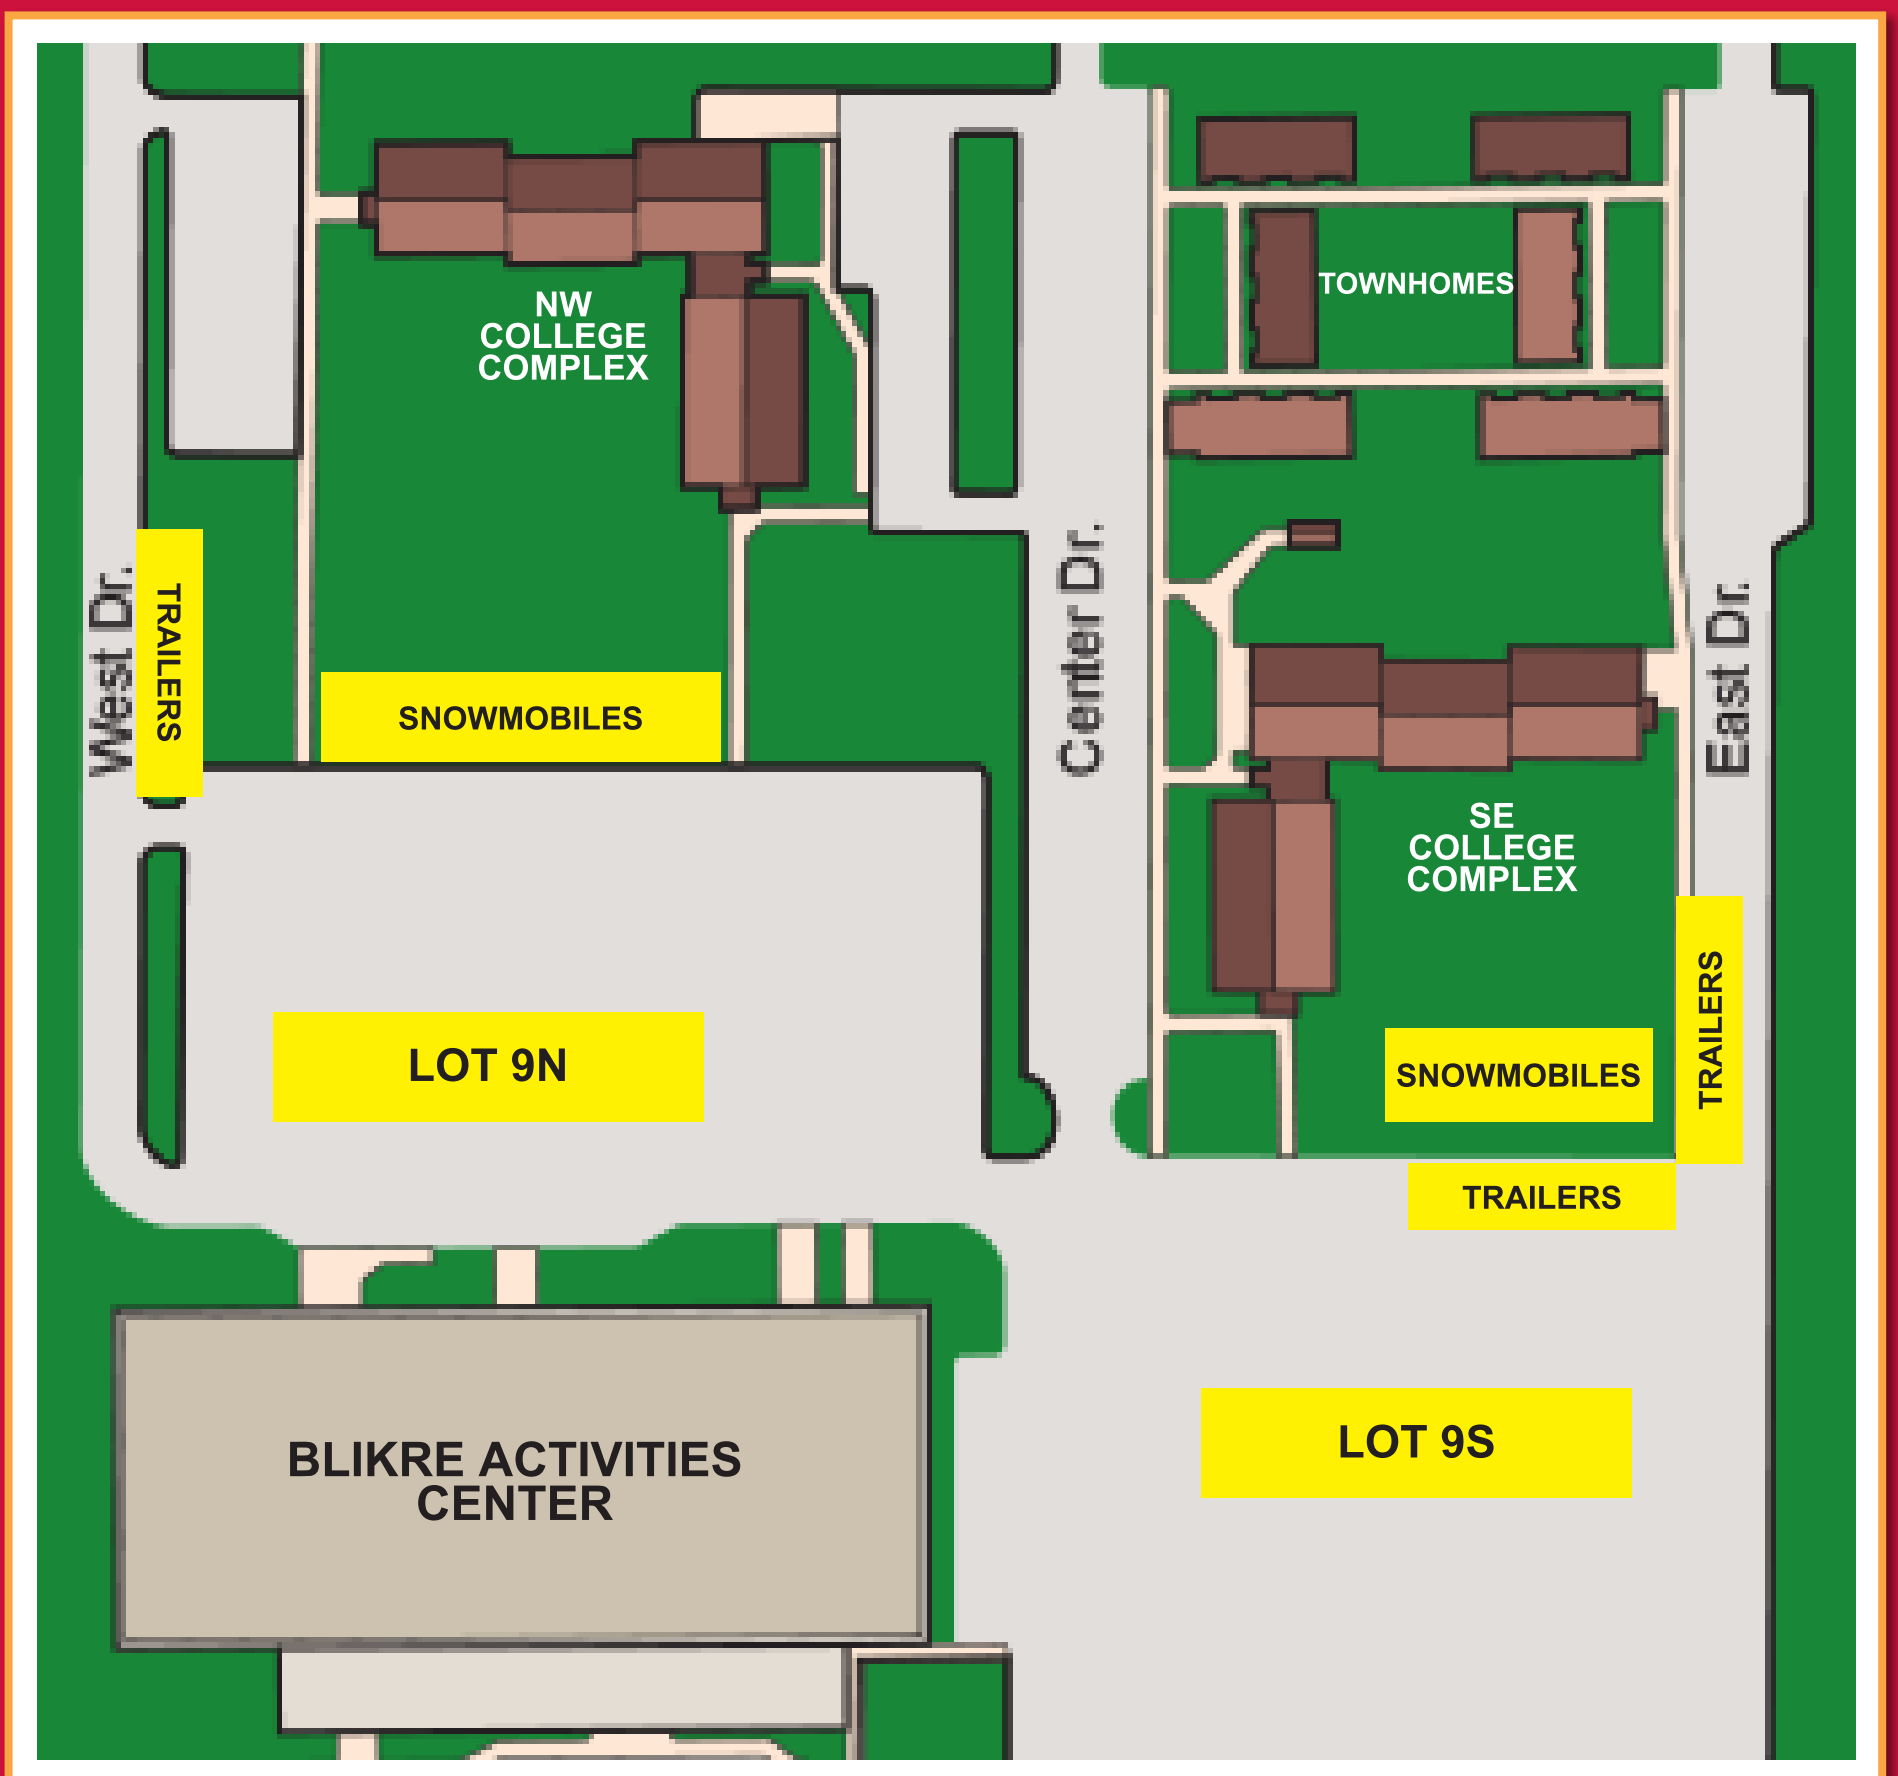 TOWNHOMES
NW
COLLEGE
COMPLEX
West Dr.
TRAILERS
SNOWMOBILES
Center Dr.
East Dr.
SE
COLLEGE
COMPLEX
TRAILERS
SNOWMOBILES
LOT 9N
TRAILERS
LOT 9S
BLIKRE ACTIVITIES
CENTER